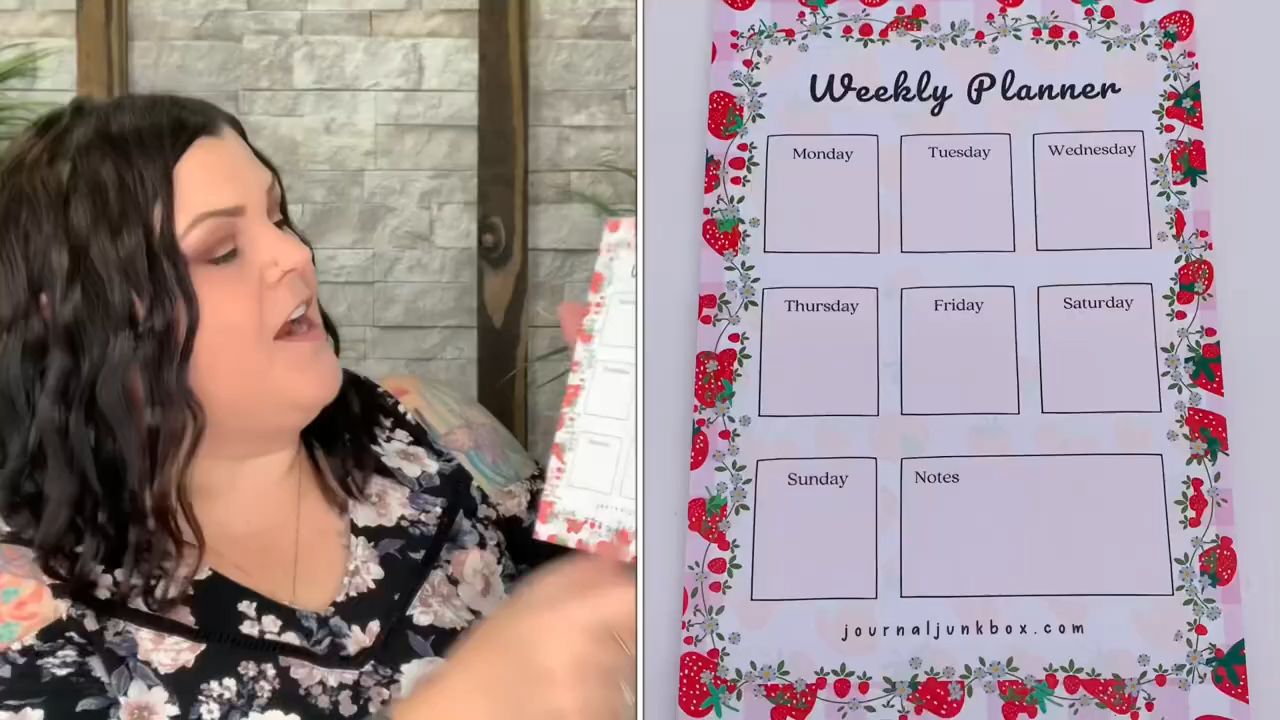 Weekly Planner
Monday Tuesday Wednesday
Thursday Friday Saturday
Sunday Notes
journaljunkbox.com